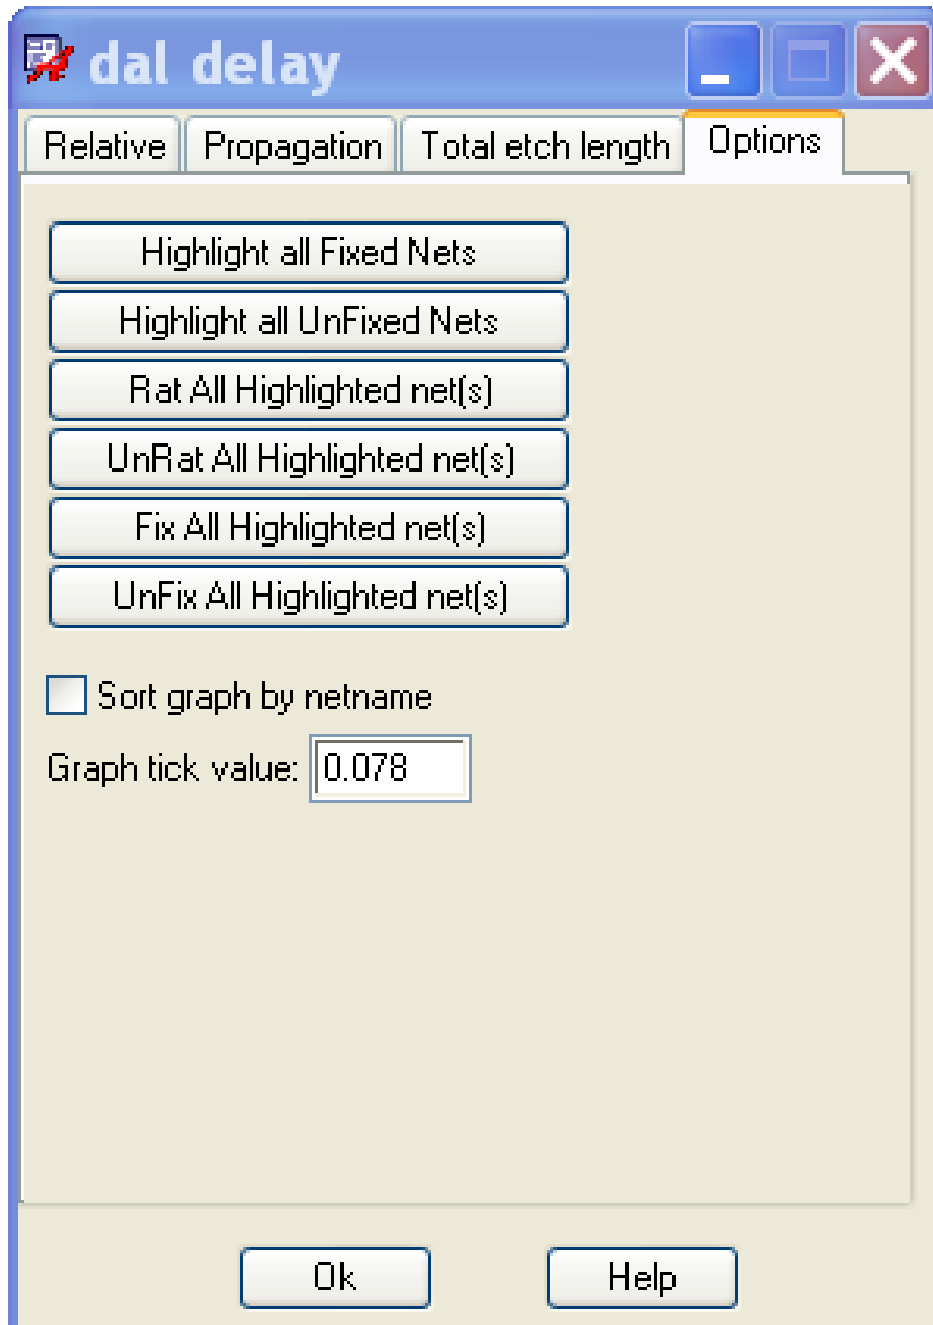 dal delay
Relative Propagation Total etch length Options
Highlight all Fixed Nets
Highlight all UnFixed Nets
Rat All Highlighted net(s)
UnRat All Highlighted net(s)
Fix All Highlighted net(s)
UnFix All Highlighted net(s)
Sort graph by netname
Graph tick value: 0.078
Ok Help